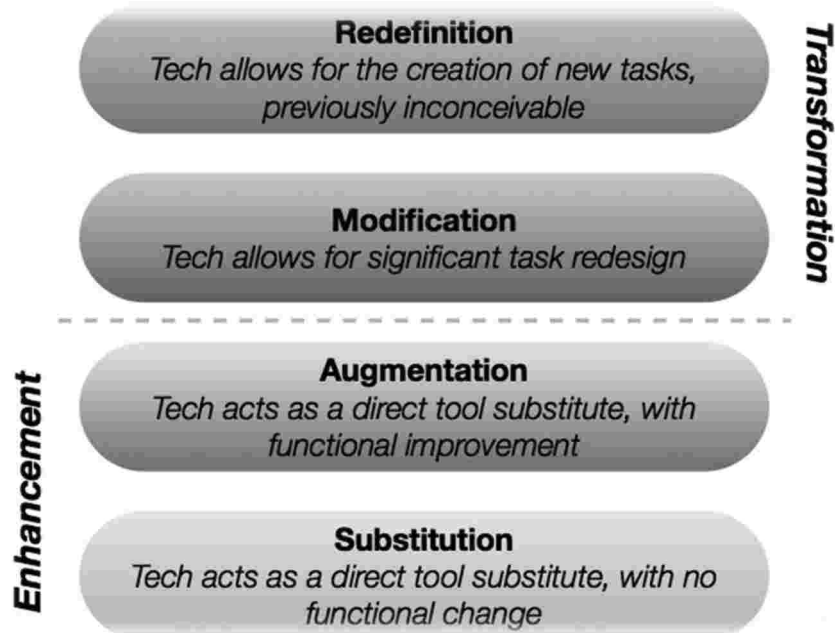 Redefinition
Tech allows for the creation of new tasks,
previously inconceivable
Transformation
Modification
Tech allows for significant task redesign
Augmentation
Tech acts as a direct tool substitute, with
functional improvement
Enhancement
Substitution
Tech acts as a direct tool substitute, with no
functional change